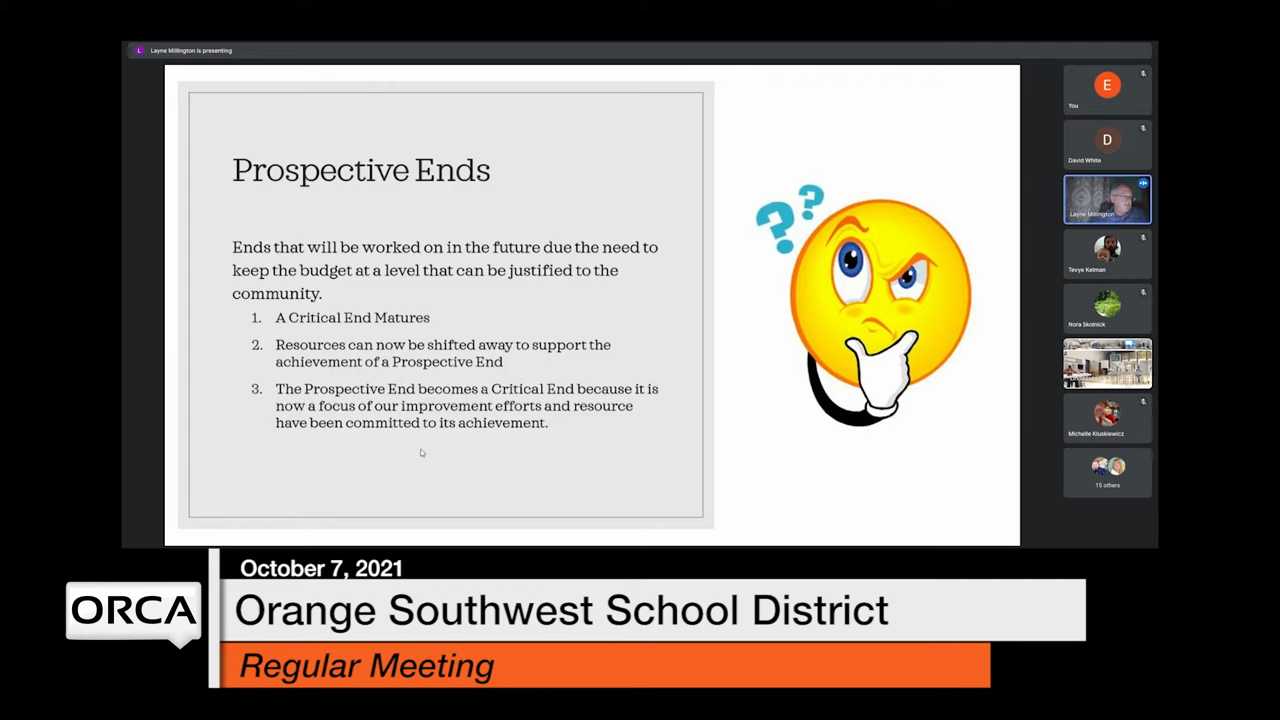 L
Layne Millington is presenting
Prospective Ends
Ends that will be worked on in the future due the need to
keep the budget at a level that can be justified to the
community.
1. A Critical End Matures
2. Resources can now be shifted away to support the
achievement of a Prospective End
3. The Prospective End becomes a Critical End because it is
now a focus of our improvement efforts and resource
have been committed to its achievement.
? ?
E
You
D
David White
Layne Millington
Tevye Kelman
Nora Skolnick
Michelle Kluskiewicz
15 others
October 7, 2021
ORCA
Orange Southwest School District
Regular Meeting